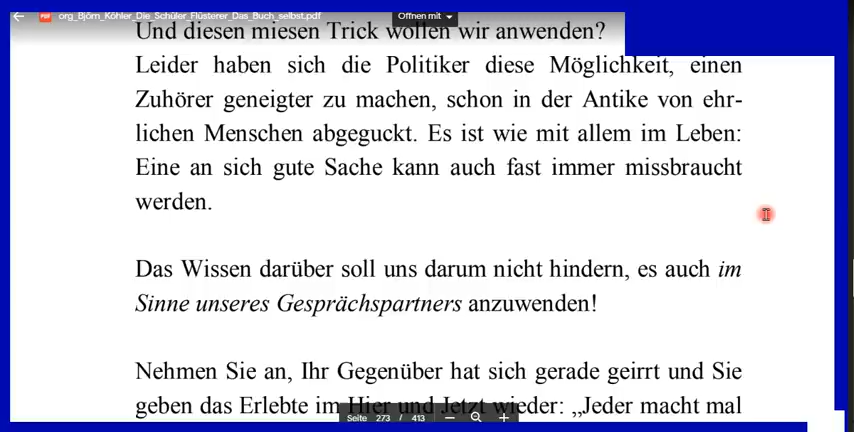 org_Björn_Köhler_Die_Schüler_Flüsterer_Das_Buch_selbst.pdf
Öffnen mit
Und diesen miesen Trick wollen wir anwenden?
Leider haben sich die Politiker diese Möglichkeit, einen
Zuhörer geneigter zu machen, schon in der Antike von ehr-
lichen Menschen abgeguckt. Es ist wie mit allem im Leben:
Eine an sich gute Sache kann auch fast immer missbraucht
werden.
Das Wissen darüber soll uns darum nicht hindern, es auch im
Sinne unseres Gesprächspartners anzuwenden!
Nehmen Sie an, Ihr Gegenüber hat sich gerade geirrt und Sie
geben das Erlebte im Hier und Jetzt wieder: „Jeder macht mal
Seite 273 / 413